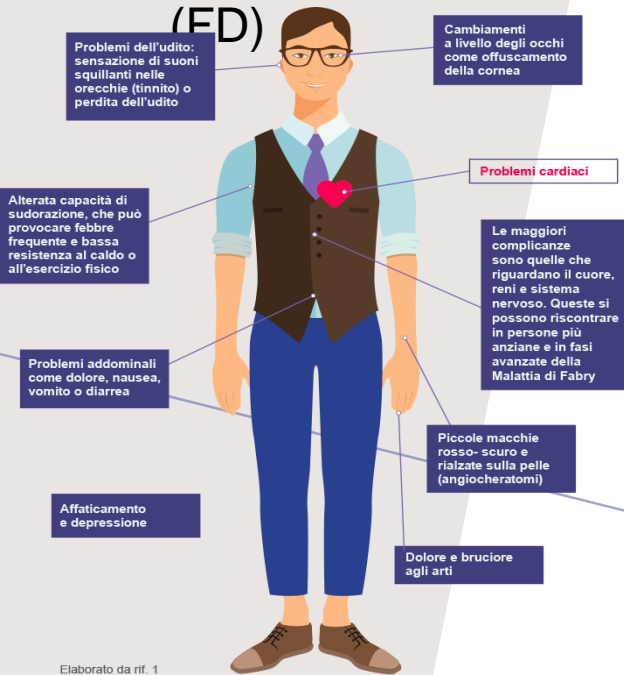 (FD)
Problemi dell'udito:
sensazione di suoni
squillanti nelle
orecchie (tinnito) o
perdita dell'udito
Cambiamenti
a livello degli occhi
come offuscamento
della cornea
Problemi cardiaci
Alterata capacità di
sudorazione, che può
provocare febbre
frequente e bassa
resistenza al caldo o
all'esercizio fisico
Le maggiori
complicanze
sono quelle che
riguardano il cuore,
reni e sistema
nervoso. Queste si
possono riscontrare
in persone più
anziane e in fasi
avanzate della
Malattia di Fabry
Problemi addominali
come dolore, nausea,
vomito o diarrea
Piccole macchie
rosso- scuro e
rialzate sulla pelle
(angiocheratomi)
Affaticamento
e depressione
Dolore e bruciore
agli arti
Elaborato da rif. 1